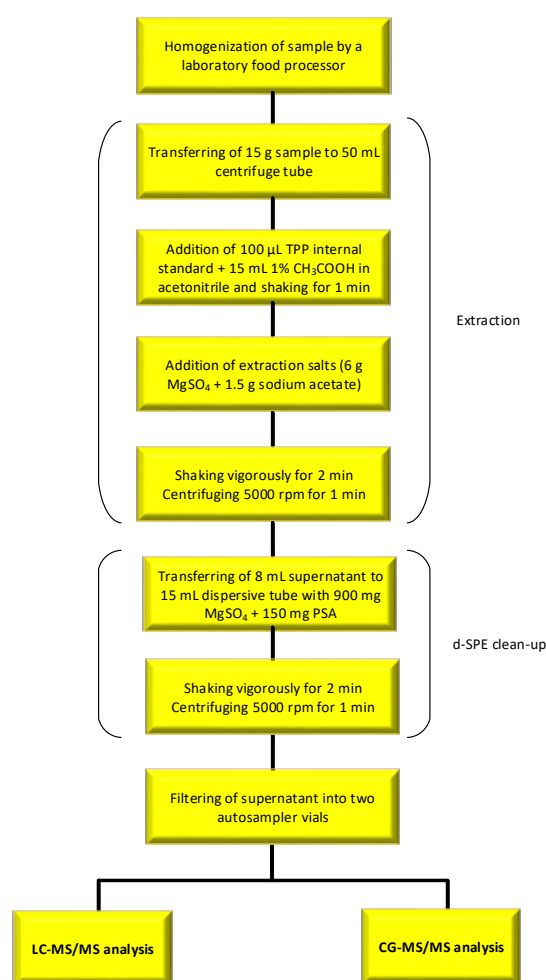 Homogenization of sample by a
laboratory food processor
Transferring of 15 g sample to 50 mL
centrifuge tube
Addition of 100 µL TPP internal
standard + 15 mL 1% CH₃COOH in
acetonitrile and shaking for 1 min
Extraction
Addition of extraction salts (6 g
MgSO₄ + 1.5 g sodium acetate)
Shaking vigorously for 2 min
Centrifuging 5000 rpm for 1 min
Transferring of 8 mL supernatant to
15 mL dispersive tube with 900 mg
MgSO₄ + 150 mg PSA
d-SPE clean-up
Shaking vigorously for 2 min
Centrifuging 5000 rpm for 1 min
Filtering of supernatant into two
autosampler vials
LC-MS/MS analysis
CG-MS/MS analysis